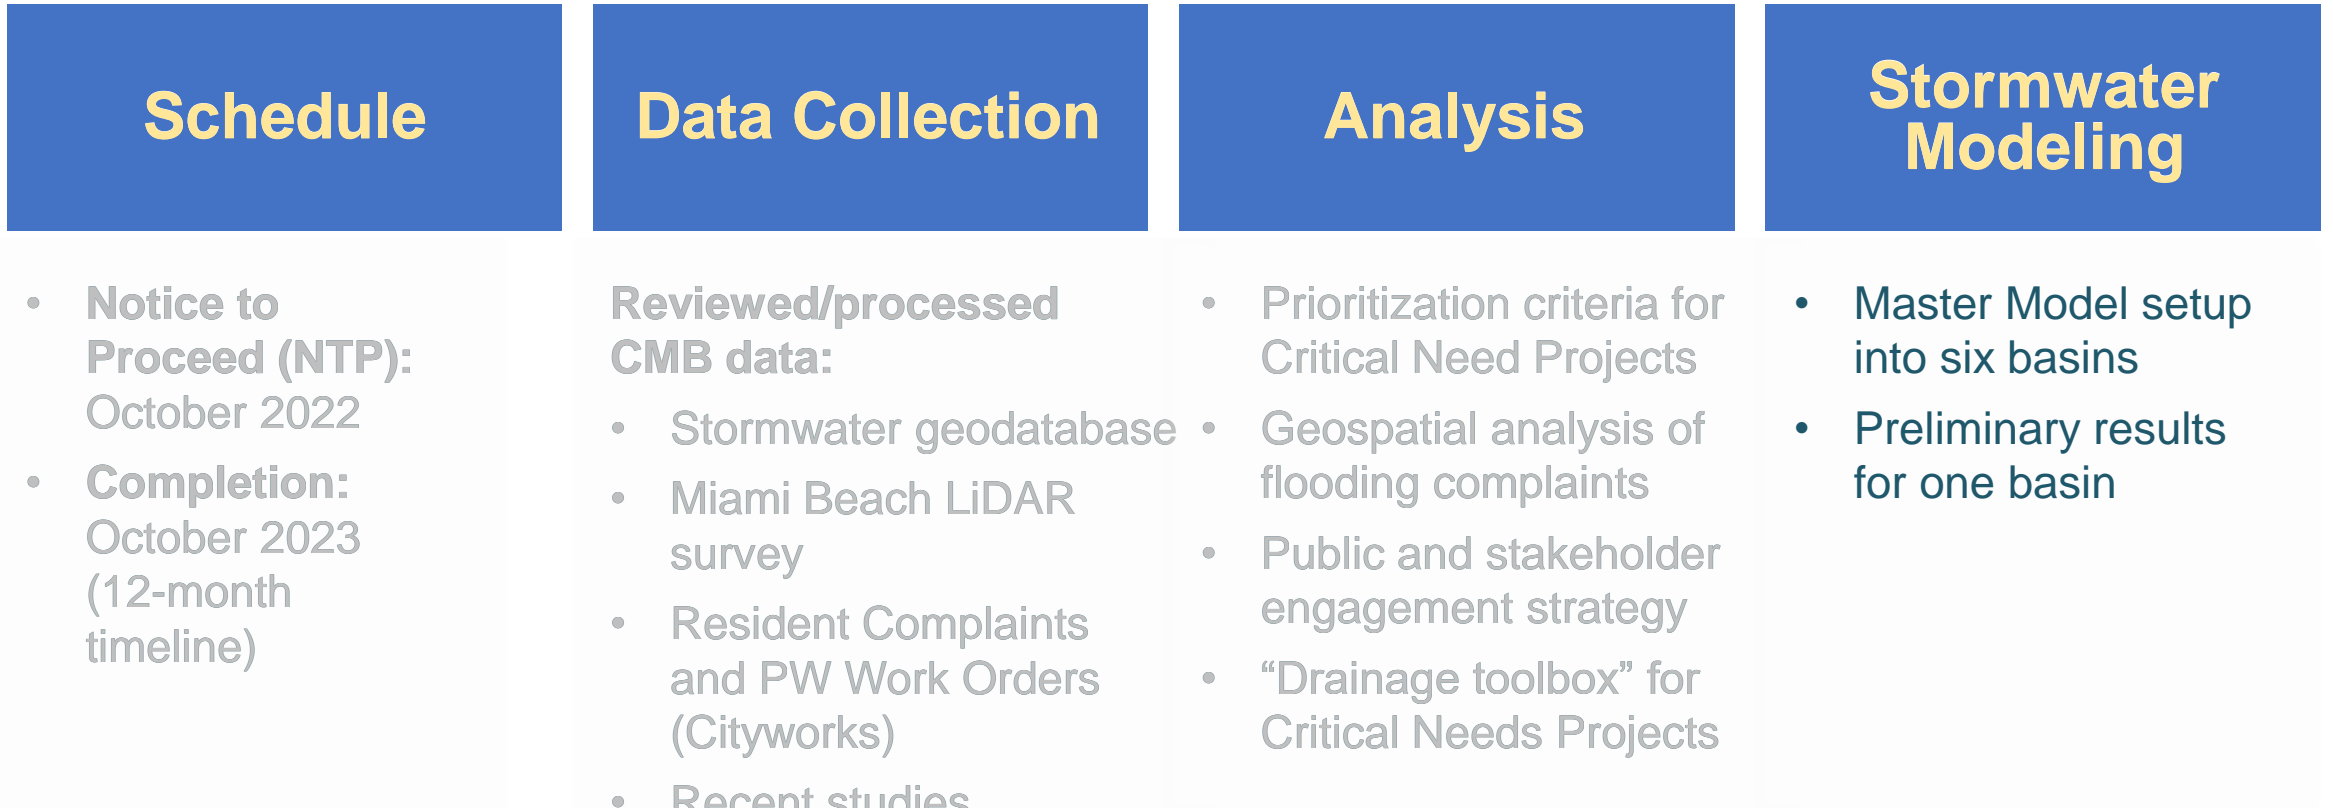 Schedule
• Notice to
Proceed (NTP):
October 2022
• Completion:
October 2023
(12-month
timeline)
Data Collection
Reviewed/processed
CMB data:
• Stormwater geodatabase
• Miami Beach LiDAR
survey
• Resident Complaints
and PW Work Orders
(Cityworks)
• Recent studies
Analysis
• Prioritization criteria for
Critical Need Projects
• Geospatial analysis of
flooding complaints
• Public and stakeholder
engagement strategy
• “Drainage toolbox” for
Critical Needs Projects
Stormwater
Modeling
• Master Model setup
into six basins
• Preliminary results
for one basin